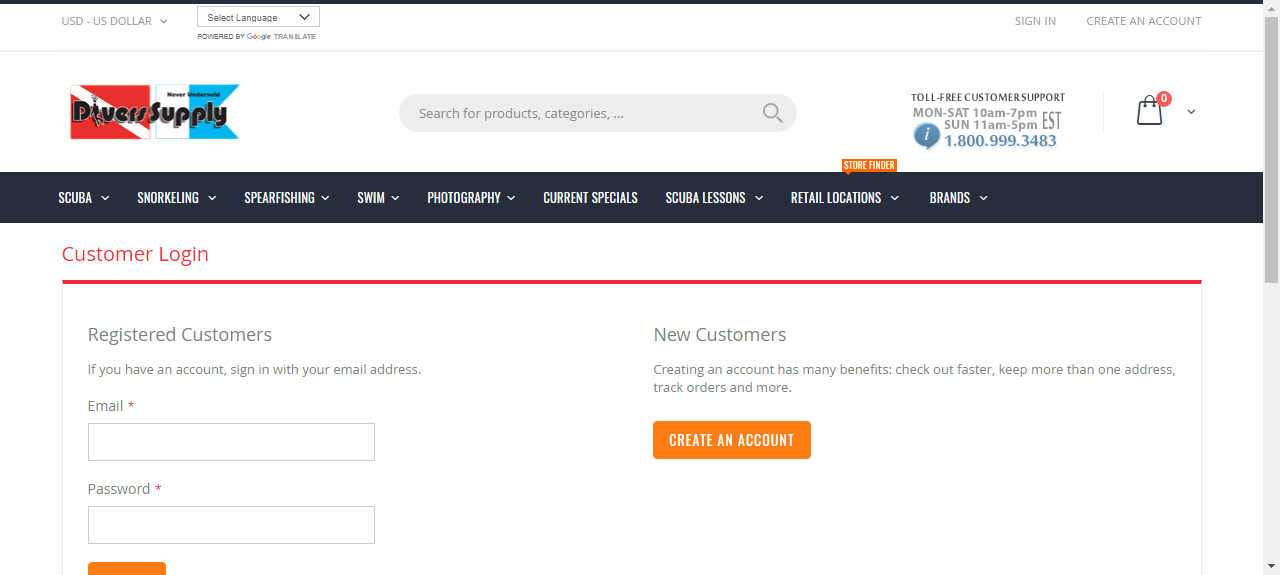 USD - US DOLLAR
Select Language
POWERED BY Google TRANSLATE
SIGN IN
CREATE AN ACCOUNT
Never Undersold
Divers Supply
Search for products, categories, ...
TOLL-FREE CUSTOMER SUPPORT
MON-SAT 10am-7pm
SUN 11am-5pm EST
i 1.800.999.3483
0
STORE FINDER
SCUBA SNORKELING SPEARFISHING SWIM PHOTOGRAPHY CURRENT SPECIALS SCUBA LESSONS RETAIL LOCATIONS BRANDS
Customer Login
Registered Customers
If you have an account, sign in with your email address.
Email *
Password *
New Customers
Creating an account has many benefits: check out faster, keep more than one address,
track orders and more.
CREATE AN ACCOUNT